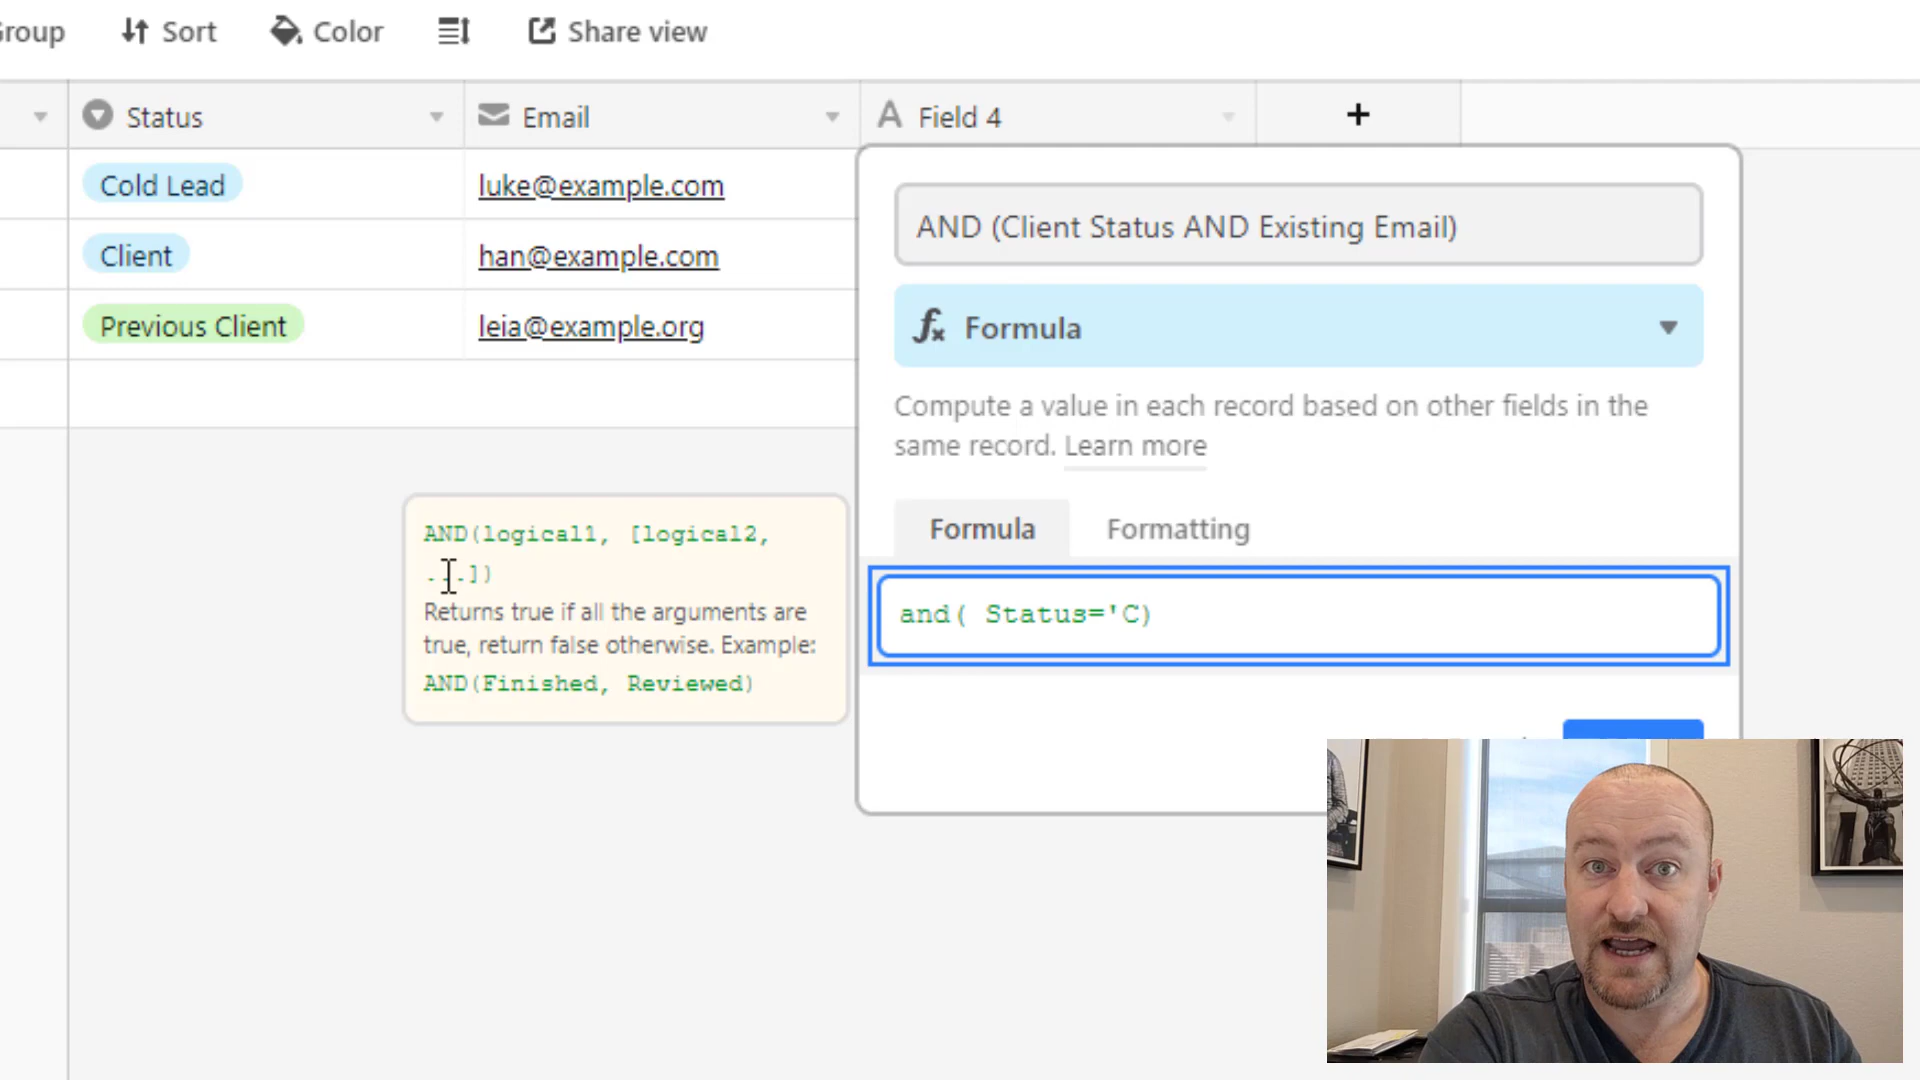 Group Sort Color Share view
Status Email Field 4 +
Cold Lead luke@example.com
Client han@example.com
Previous Client leia@example.org
AND (Client Status AND Existing Email)
Formula
Compute a value in each record based on other fields in the
same record. Learn more
Formula Formatting
and( Status='C)
AND(logical1, [logical2,
...])
Returns true if all the arguments are
true, return false otherwise. Example:
AND(Finished, Reviewed)